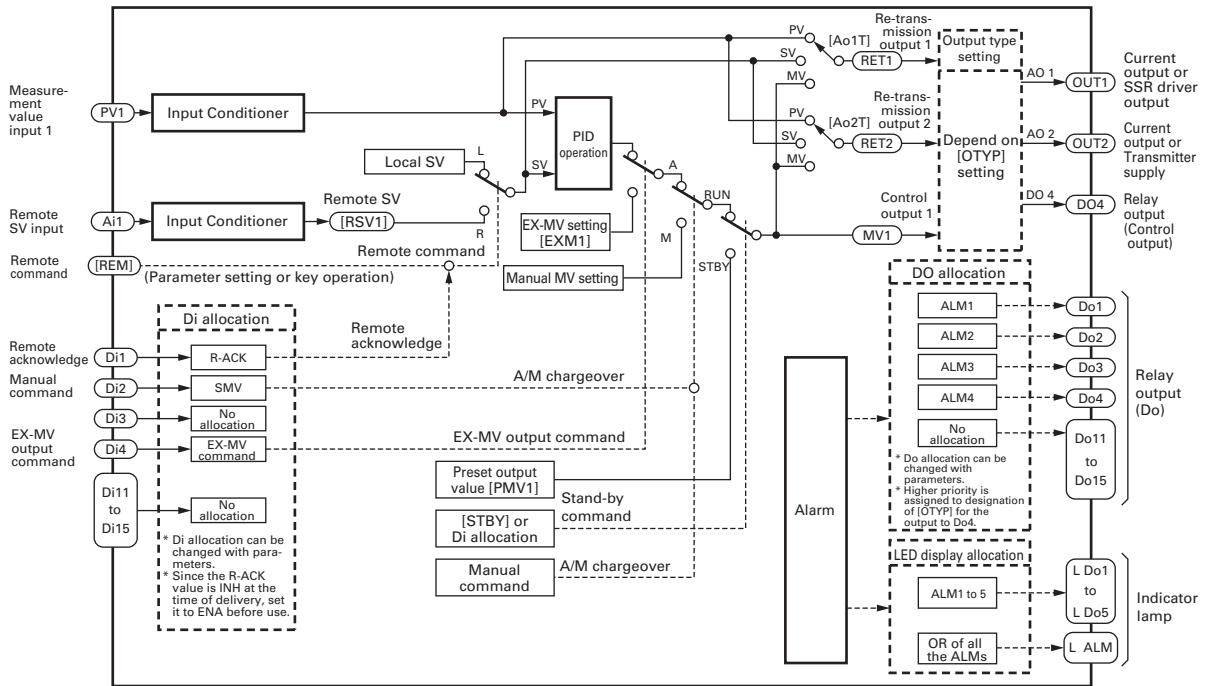 Measure-
ment
value
input 1
PV1
Input Conditioner
PV
Local SV
L
SV
PID
operation
Remote
SV input
Ai1
Input Conditioner
Remote SV
[RSV1]
R
Remote
command
[REM]
(Parameter setting or key operation)
Remote command
EX-MV setting
[EXM1]
Manual MV setting
A
M
RUN
STBY
PV
SV
MV
[Ao1T]
Re-trans-
mission
output 1
RET1
PV
SV
MV
[Ao2T]
Re-trans-
mission
output 2
RET2
Control
output 1
MV1
Output type
setting
Depend on
[OTYP]
setting
AO 1
OUT1
Current
output or
SSR driver
output
AO 2
OUT2
Current
output or
Transmitter
supply
DO 4
DO4
Relay
output
(Control
output)
Di allocation
Remote
acknowledge
Di1
R-ACK
Remote
acknowledge
Manual
command
Di2
SMV
A/M chargeover
Di3
No
allocation
EX-MV
output
command
Di4
EX-MV
command
EX-MV output command
Di11
to
Di15
No
allocation
* Di allocation can be
changed with para-
meters.
* Since the R-ACK
value is INH at the
time of delivery, set
it to ENA before use.
Preset output
value [PMV1]
[STBY] or
Di allocation
Stand-by
command
Manual
command
A/M chargeover
Alarm
DO allocation
ALM1
Do1
ALM2
Do2
ALM3
Do3
ALM4
Do4
No
allocation
Do11
to
Do15
Relay
output
(Do)
* Do allocation can be
changed with
parameters.
* Higher priority is
assigned to designation
of [OTYP] for the
output to Do4.
LED display allocation
ALM1 to 5
L Do1
to
L Do5
OR of all
the ALMs
L ALM
Indicator
lamp